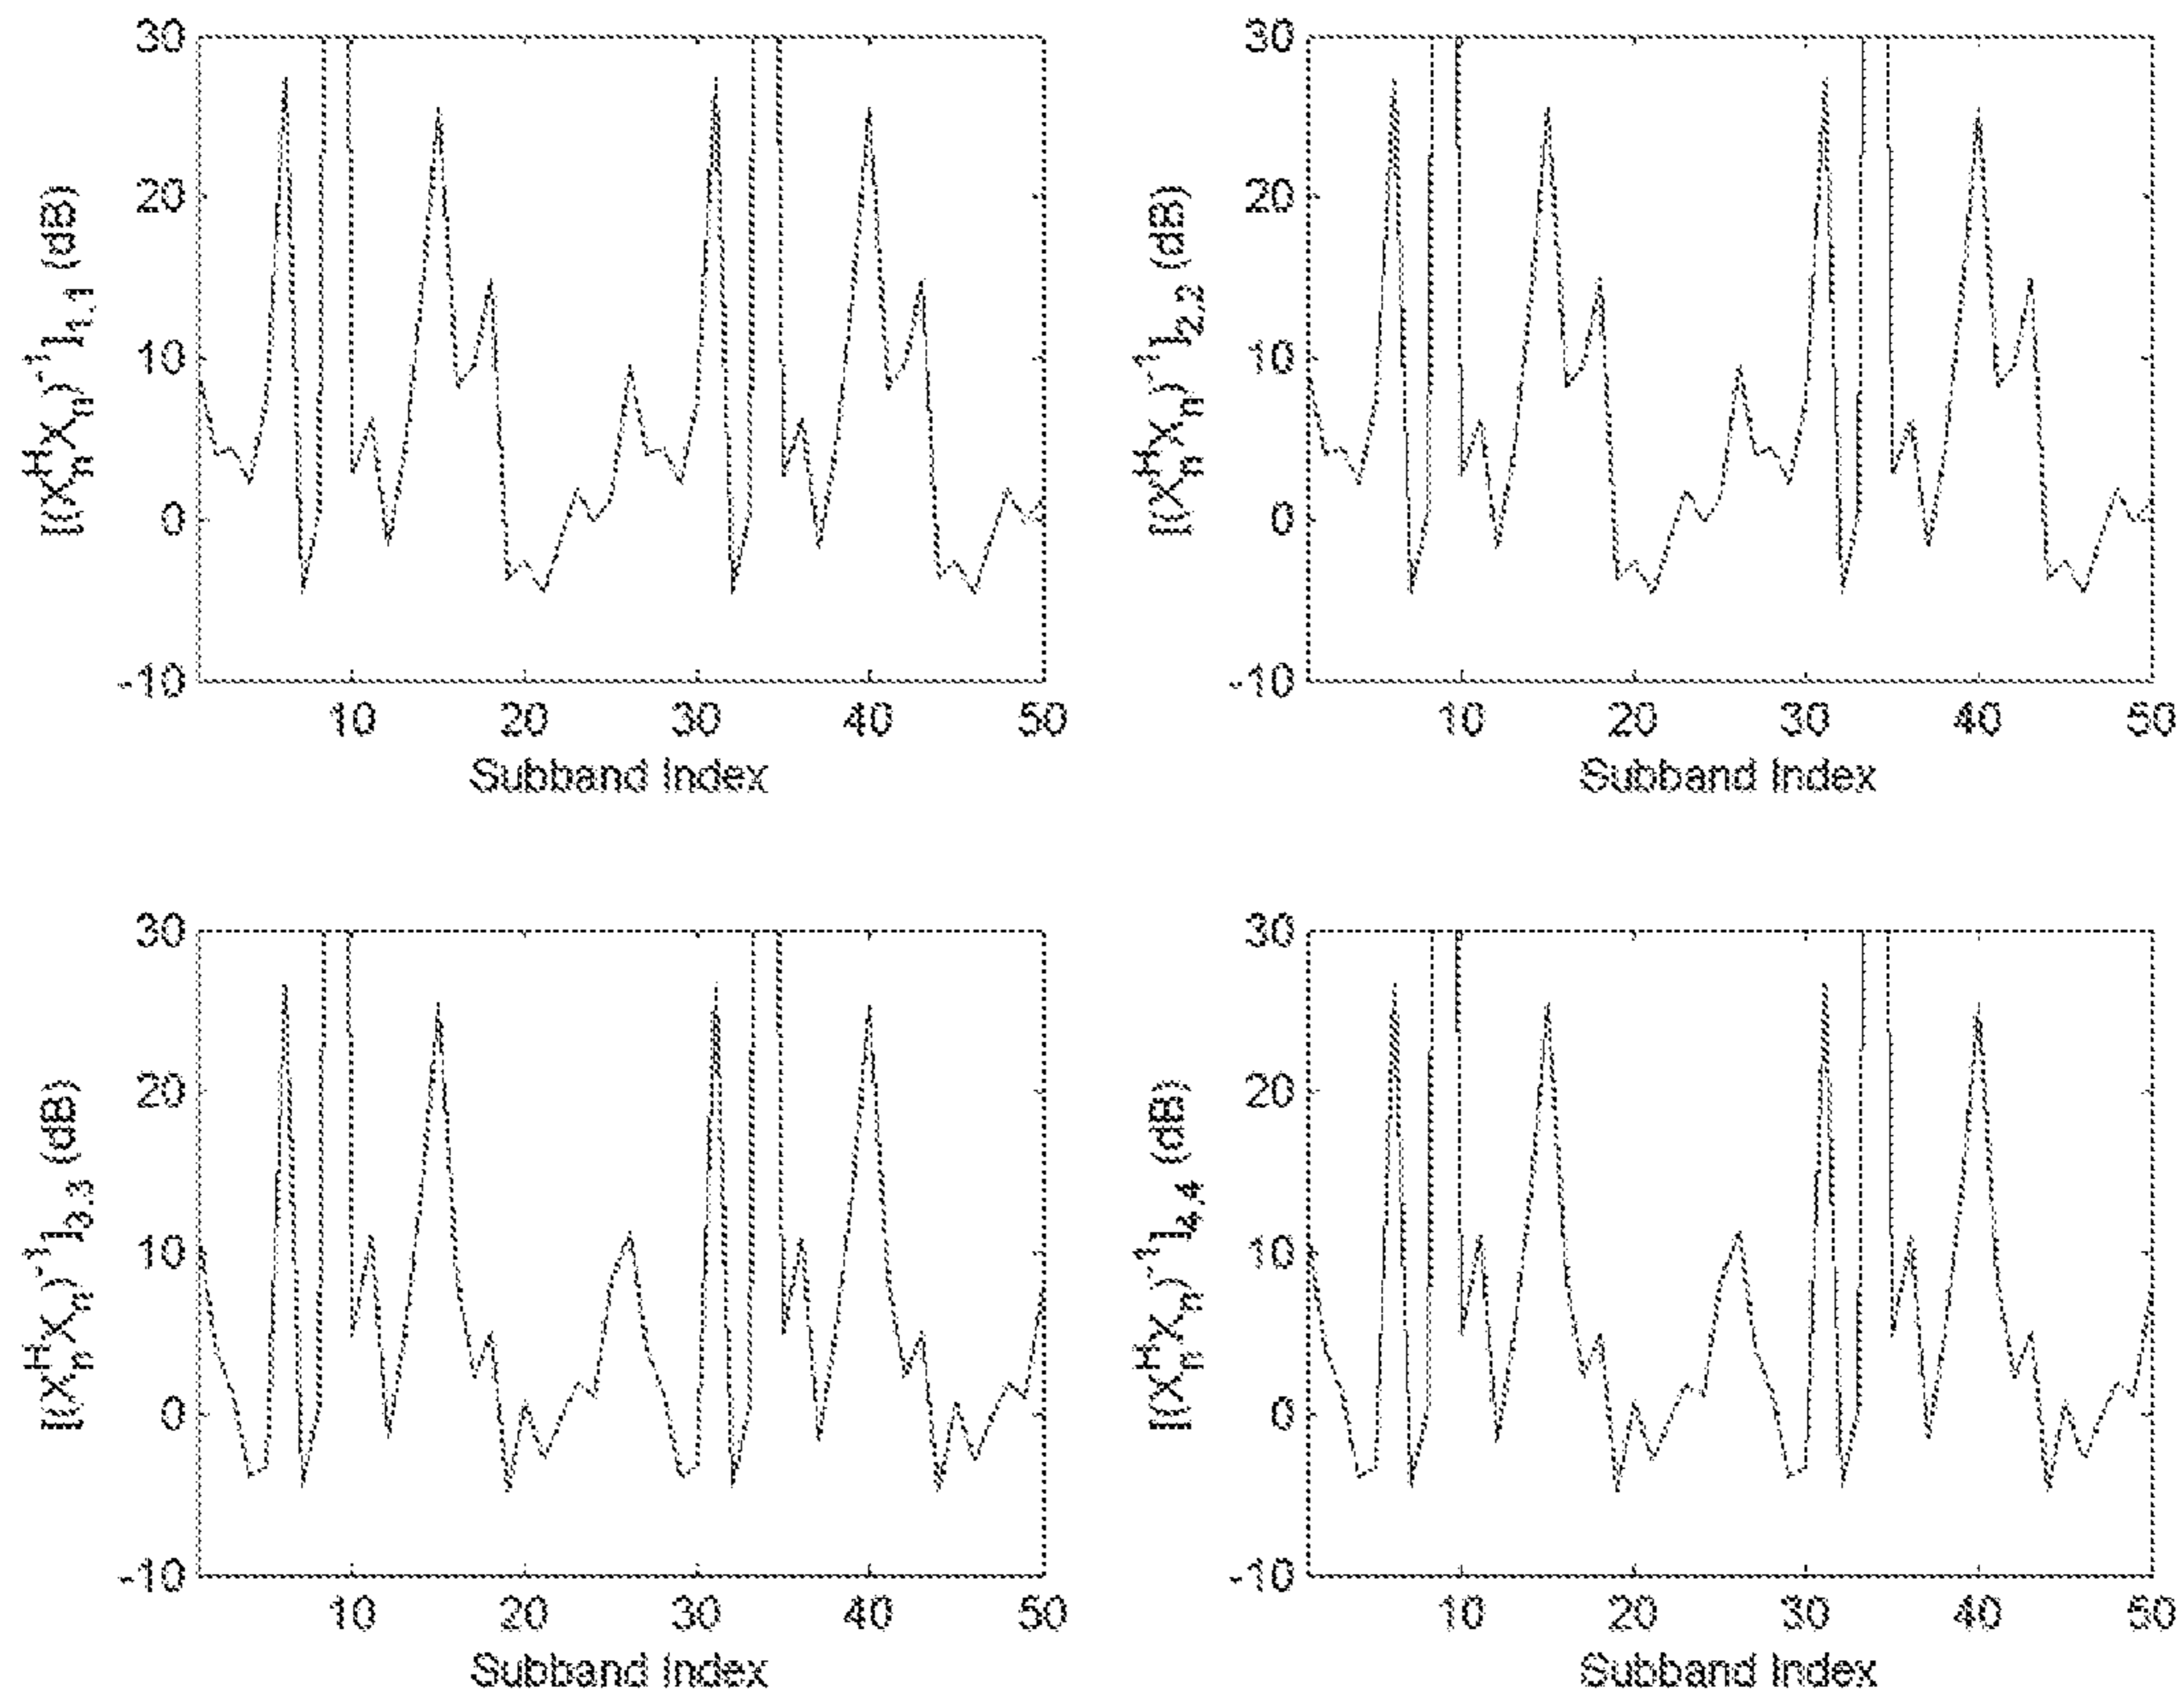 30
20
10
0
-10
[(X_n^H X_n)^-1]_1,1 (dB)
10 20 30 40 50
Subband Index
30
20
10
0
-10
[(X_n^H X_n)^-1]_2,2 (dB)
10 20 30 40 50
Subband Index
30
20
10
0
-10
[(X_n^H X_n)^-1]_3,3 (dB)
10 20 30 40 50
Subband Index
30
20
10
0
-10
[(X_n^H X_n)^-1]_4,4 (dB)
10 20 30 40 50
Subband Index